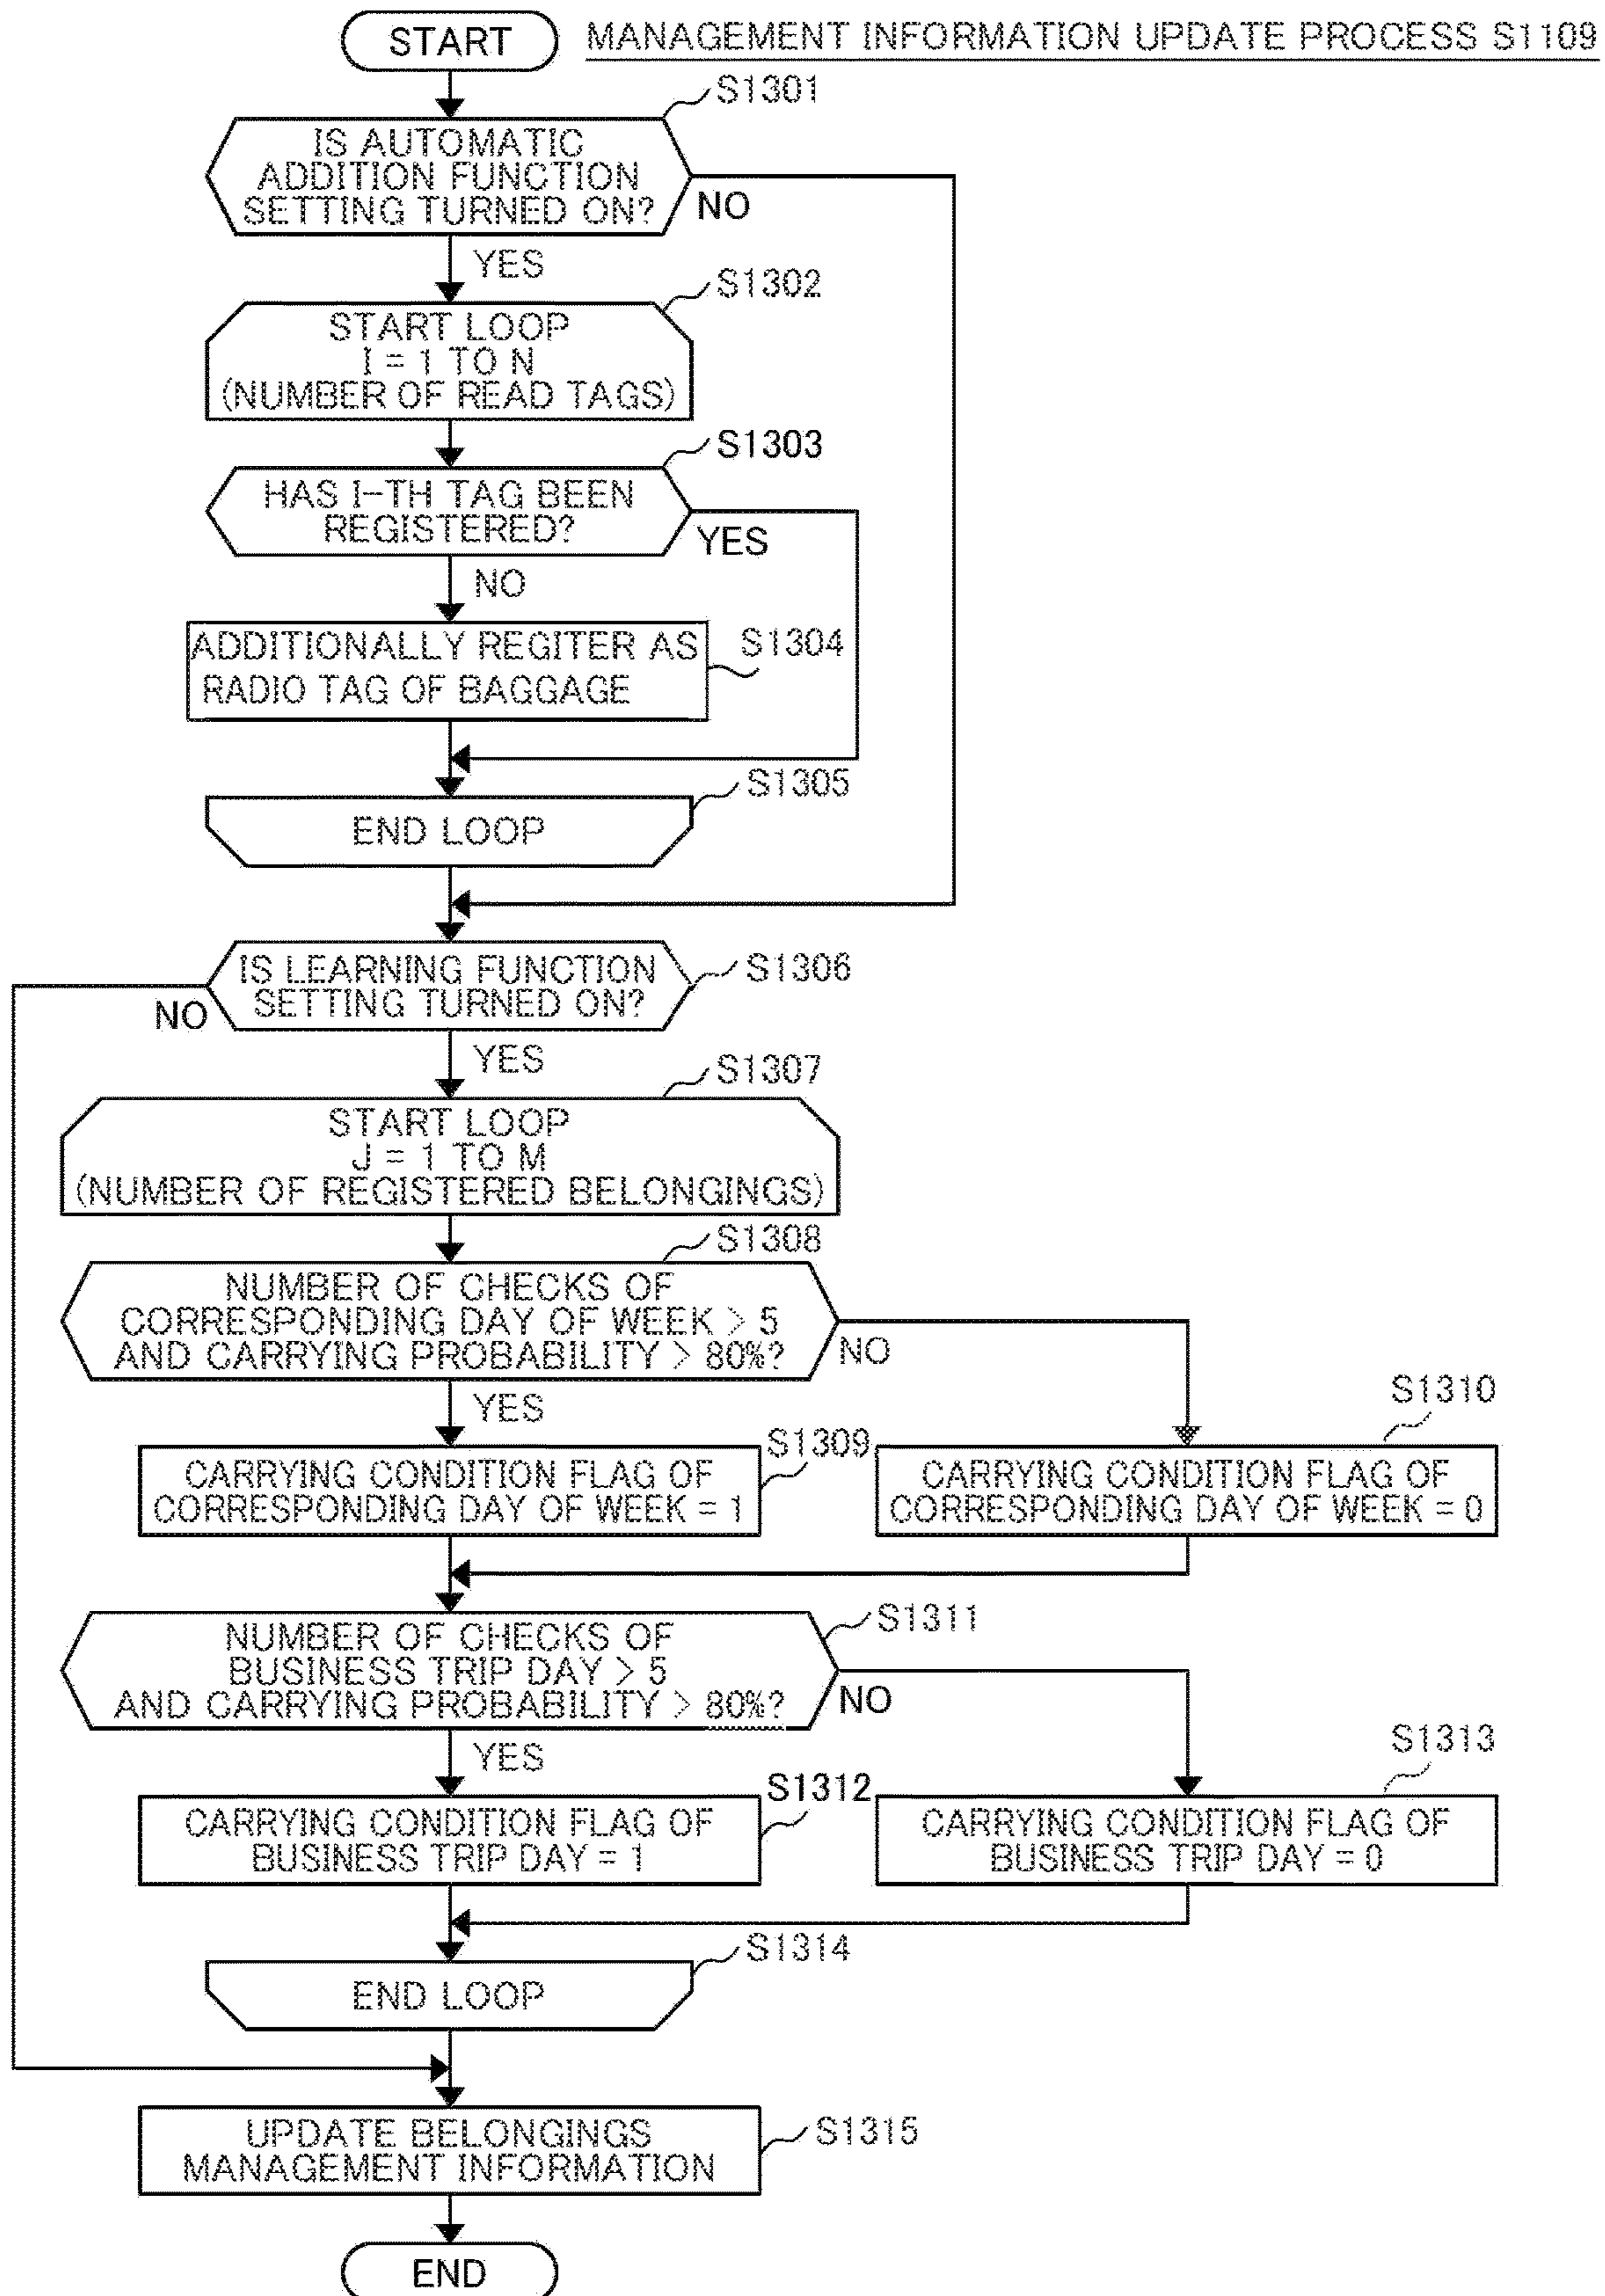 START
MANAGEMENT INFORMATION UPDATE PROCESS S1109
S1301
IS AUTOMATIC
ADDITION FUNCTION
SETTING TURNED ON?
NO
YES
S1302
START LOOP
I = 1 TO N
(NUMBER OF READ TAGS)
S1303
HAS I-TH TAG BEEN
REGISTERED?
YES
NO
S1304
ADDITIONALLY REGITER AS
RADIO TAG OF BAGGAGE
S1305
END LOOP
S1306
IS LEARNING FUNCTION
SETTING TURNED ON?
NO
YES
S1307
START LOOP
J = 1 TO M
(NUMBER OF REGISTERED BELONGINGS)
S1308
NUMBER OF CHECKS OF
CORRESPONDING DAY OF WEEK > 5
AND CARRYING PROBABILITY > 80%?
NO
YES
S1310
S1309
CARRYING CONDITION FLAG OF
CORRESPONDING DAY OF WEEK = 1
CARRYING CONDITION FLAG OF
CORRESPONDING DAY OF WEEK = 0
S1311
NUMBER OF CHECKS OF
BUSINESS TRIP DAY > 5
AND CARRYING PROBABILITY > 80%?
NO
YES
S1313
S1312
CARRYING CONDITION FLAG OF
BUSINESS TRIP DAY = 1
CARRYING CONDITION FLAG OF
BUSINESS TRIP DAY = 0
S1314
END LOOP
S1315
UPDATE BELONGINGS
MANAGEMENT INFORMATION
END